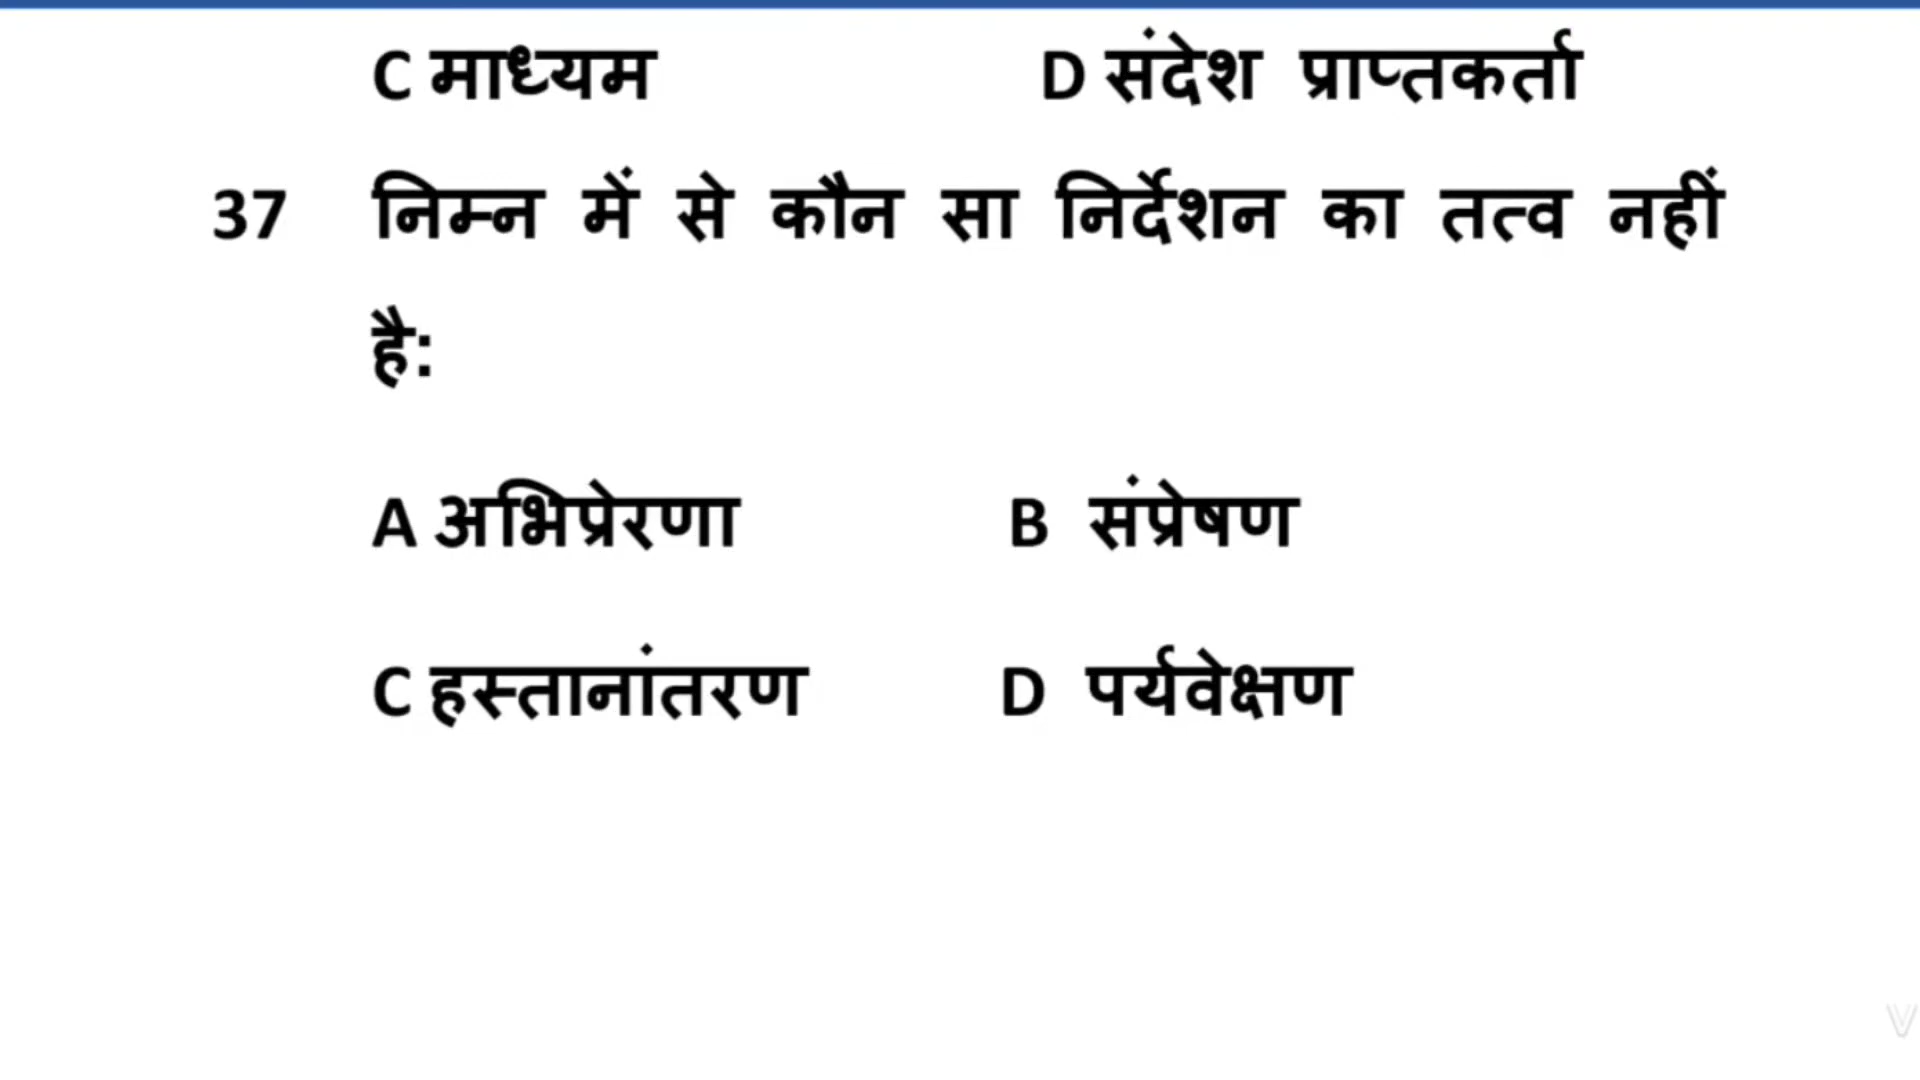 C माध्यम D संदेश प्राप्तकर्ता
37 निम्न में से कौन सा निर्देशन का तत्व नहीं
है:
A अभिप्रेरणा B संप्रेषण
C हस्तानांतरण D पर्यवेक्षण
V